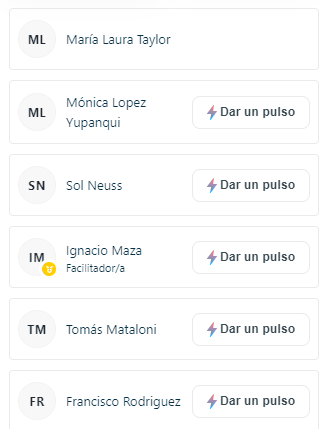 ML María Laura Taylor
ML Mónica Lopez
Yupanqui
Dar un pulso
SN Sol Neuss Dar un pulso
IM Ignacio Maza
Facilitador/a
Dar un pulso
TM Tomás Mataloni Dar un pulso
FR Francisco Rodriguez Dar un pulso